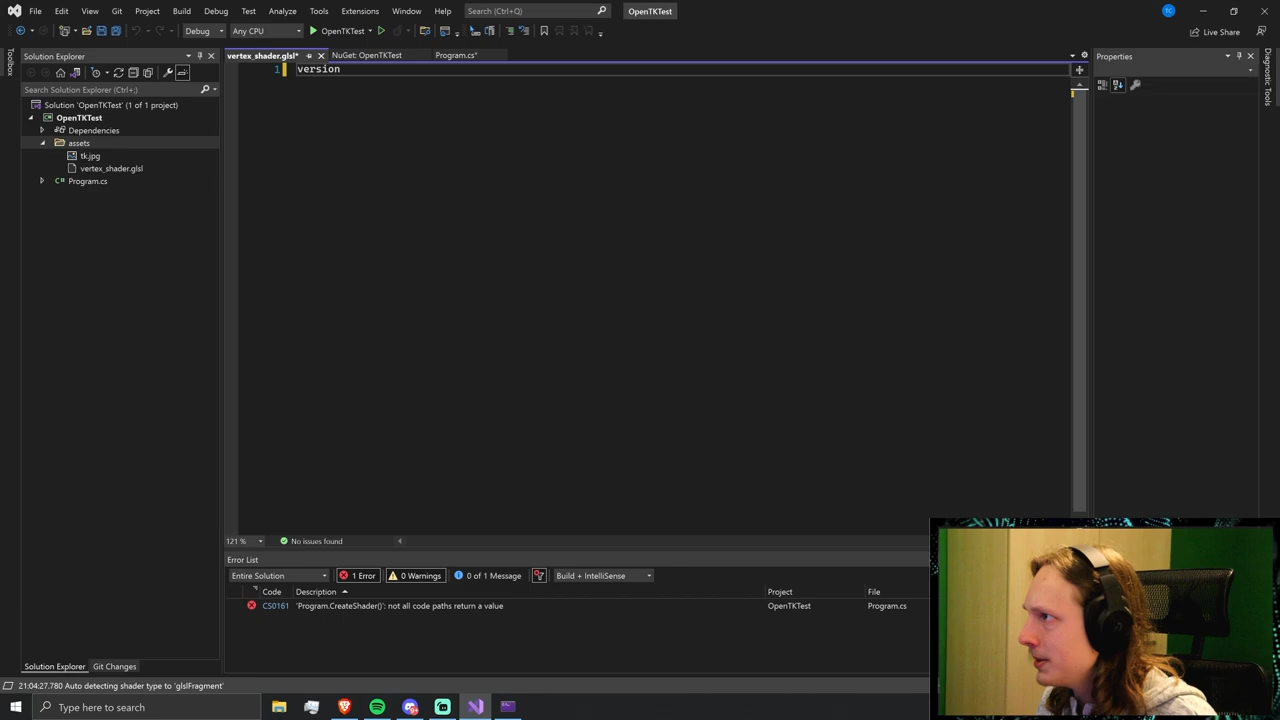 File Edit View Git Project Build Debug Test Analyze Tools Extensions Window Help Search (Ctrl+Q) OpenTKTest TC
Debug Any CPU OpenTKTest Live Share
Toolbox
Solution Explorer
Search Solution Explorer (Ctrl+;)
Solution 'OpenTKTest' (1 of 1 project)
OpenTKTest
Dependencies
assets
tk.jpg
vertex_shader.glsl
Program.cs
vertex_shader.glsl* NuGet: OpenTKTest Program.cs*
1 version
Properties
Diagnostic Tools
121 % No issues found
Error List
Entire Solution 1 Error 0 Warnings 0 of 1 Message Build + IntelliSense
Code Description Project File
CS0161 'Program.CreateShader()': not all code paths return a value OpenTKTest Program.cs
Solution Explorer Git Changes
21:04:27.780 Auto detecting shader type to 'glslFragment'
Type here to search